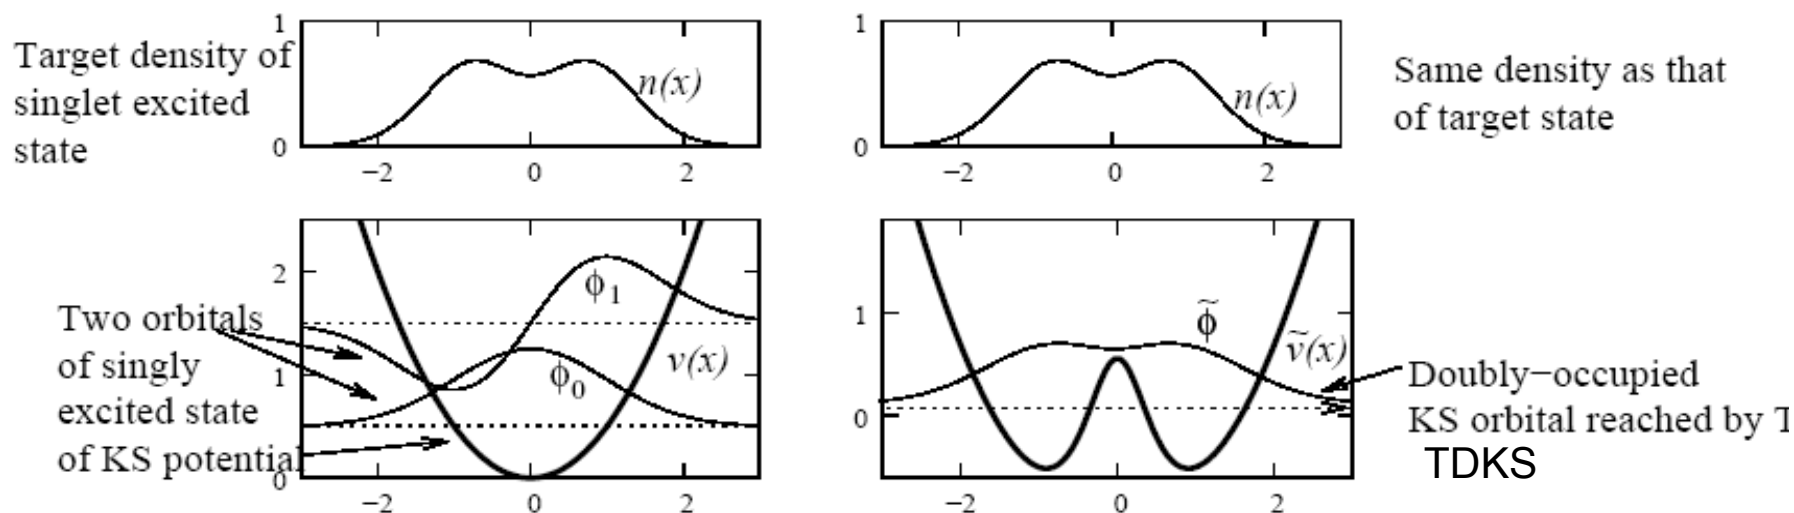 Target density of
singlet excited
state
1
0
n(x)
−2 0 2
1
0
n(x)
−2 0 2
Same density as that
of target state
Two orbitals
of singly
excited state
of KS potential
2
1
0
ϕ1
ϕ0
v(x)
−2 0 2
1
0
ϕ̃
ṽ(x)
−2 0 2
Doubly−occupied
KS orbital reached by T
TDKS